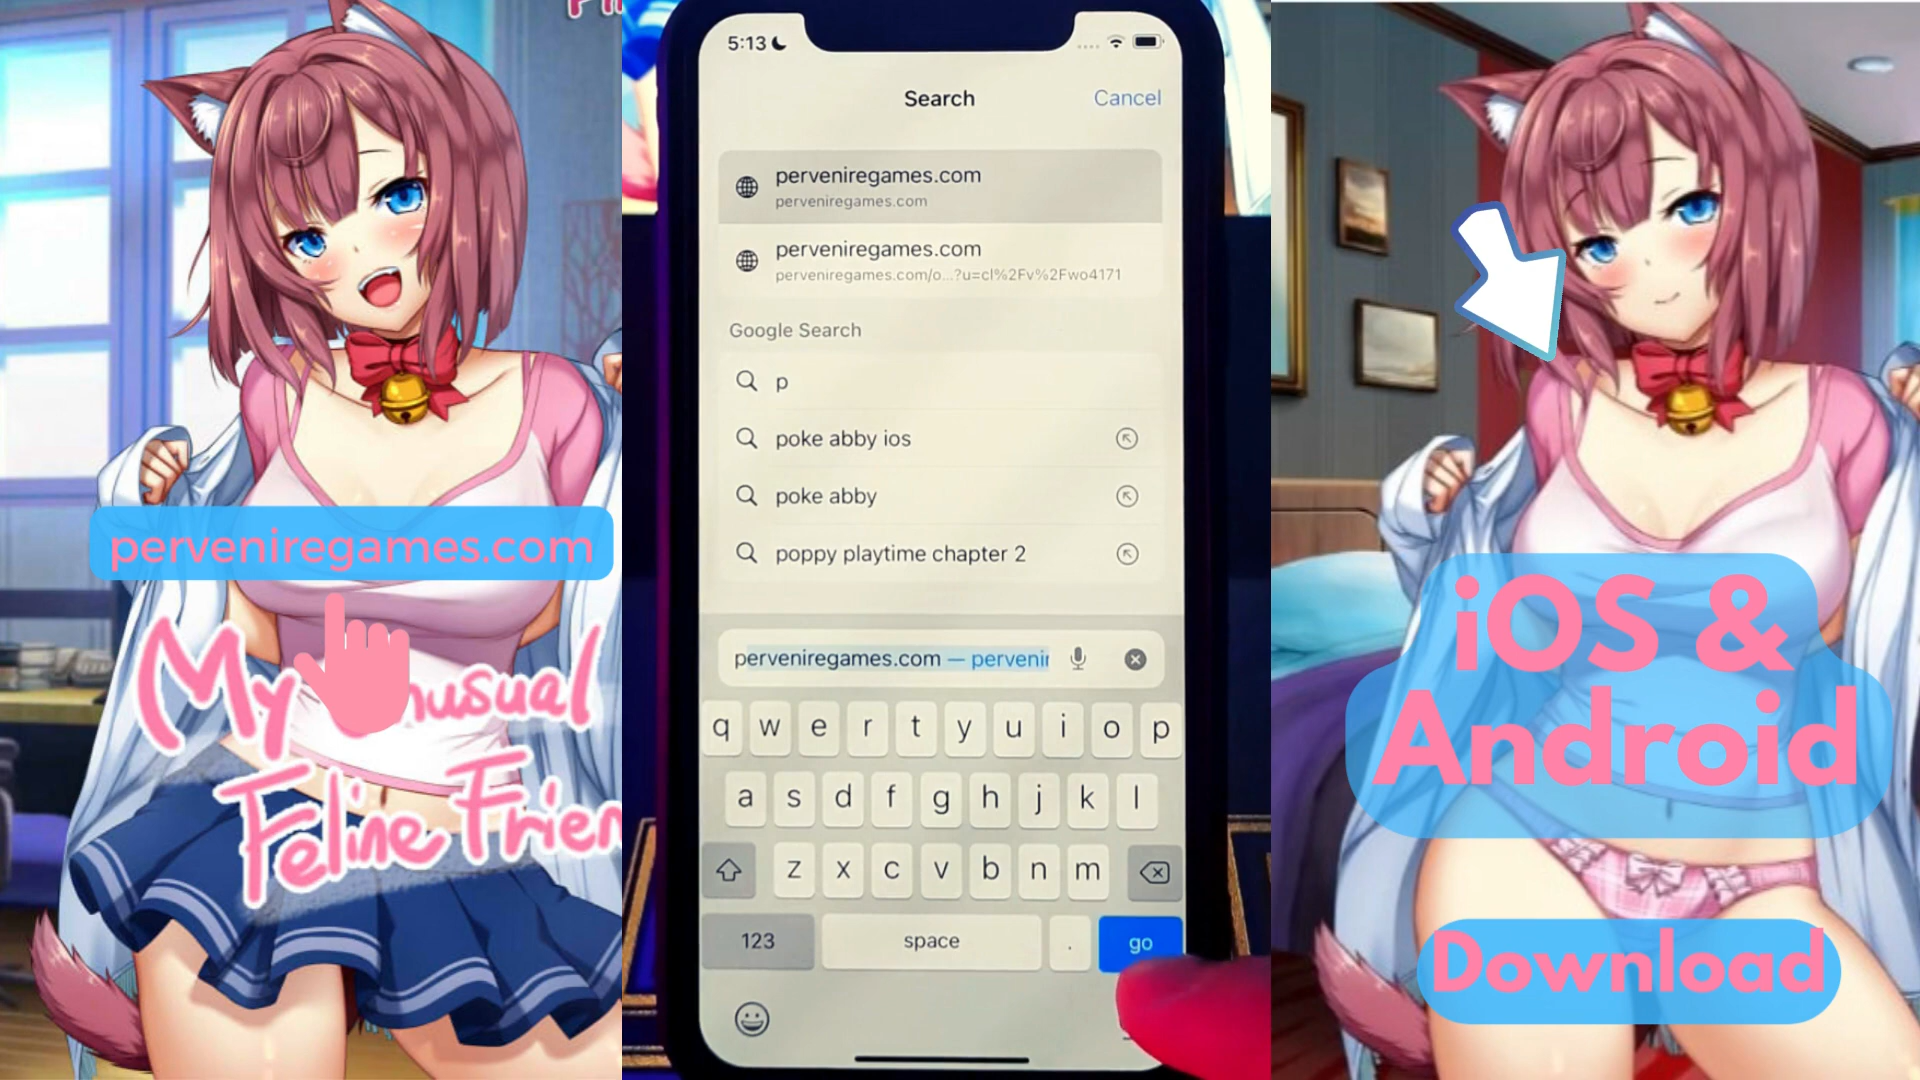 perveniregames.com
My
nusual
Feline Frien
5:13
Search
Cancel
perveniregames.com
perveniregames.com
perveniregames.com
perveniregames.com/o...?u=cl%2Fv%2Fwo4171
Google Search
p
poke abby ios
poke abby
poppy playtime chapter 2
perveniregames.com — pervenir
q w e r t y u i o p
a s d f g h j k l
z x c v b n m
123 space . go
iOS &
Android
Download